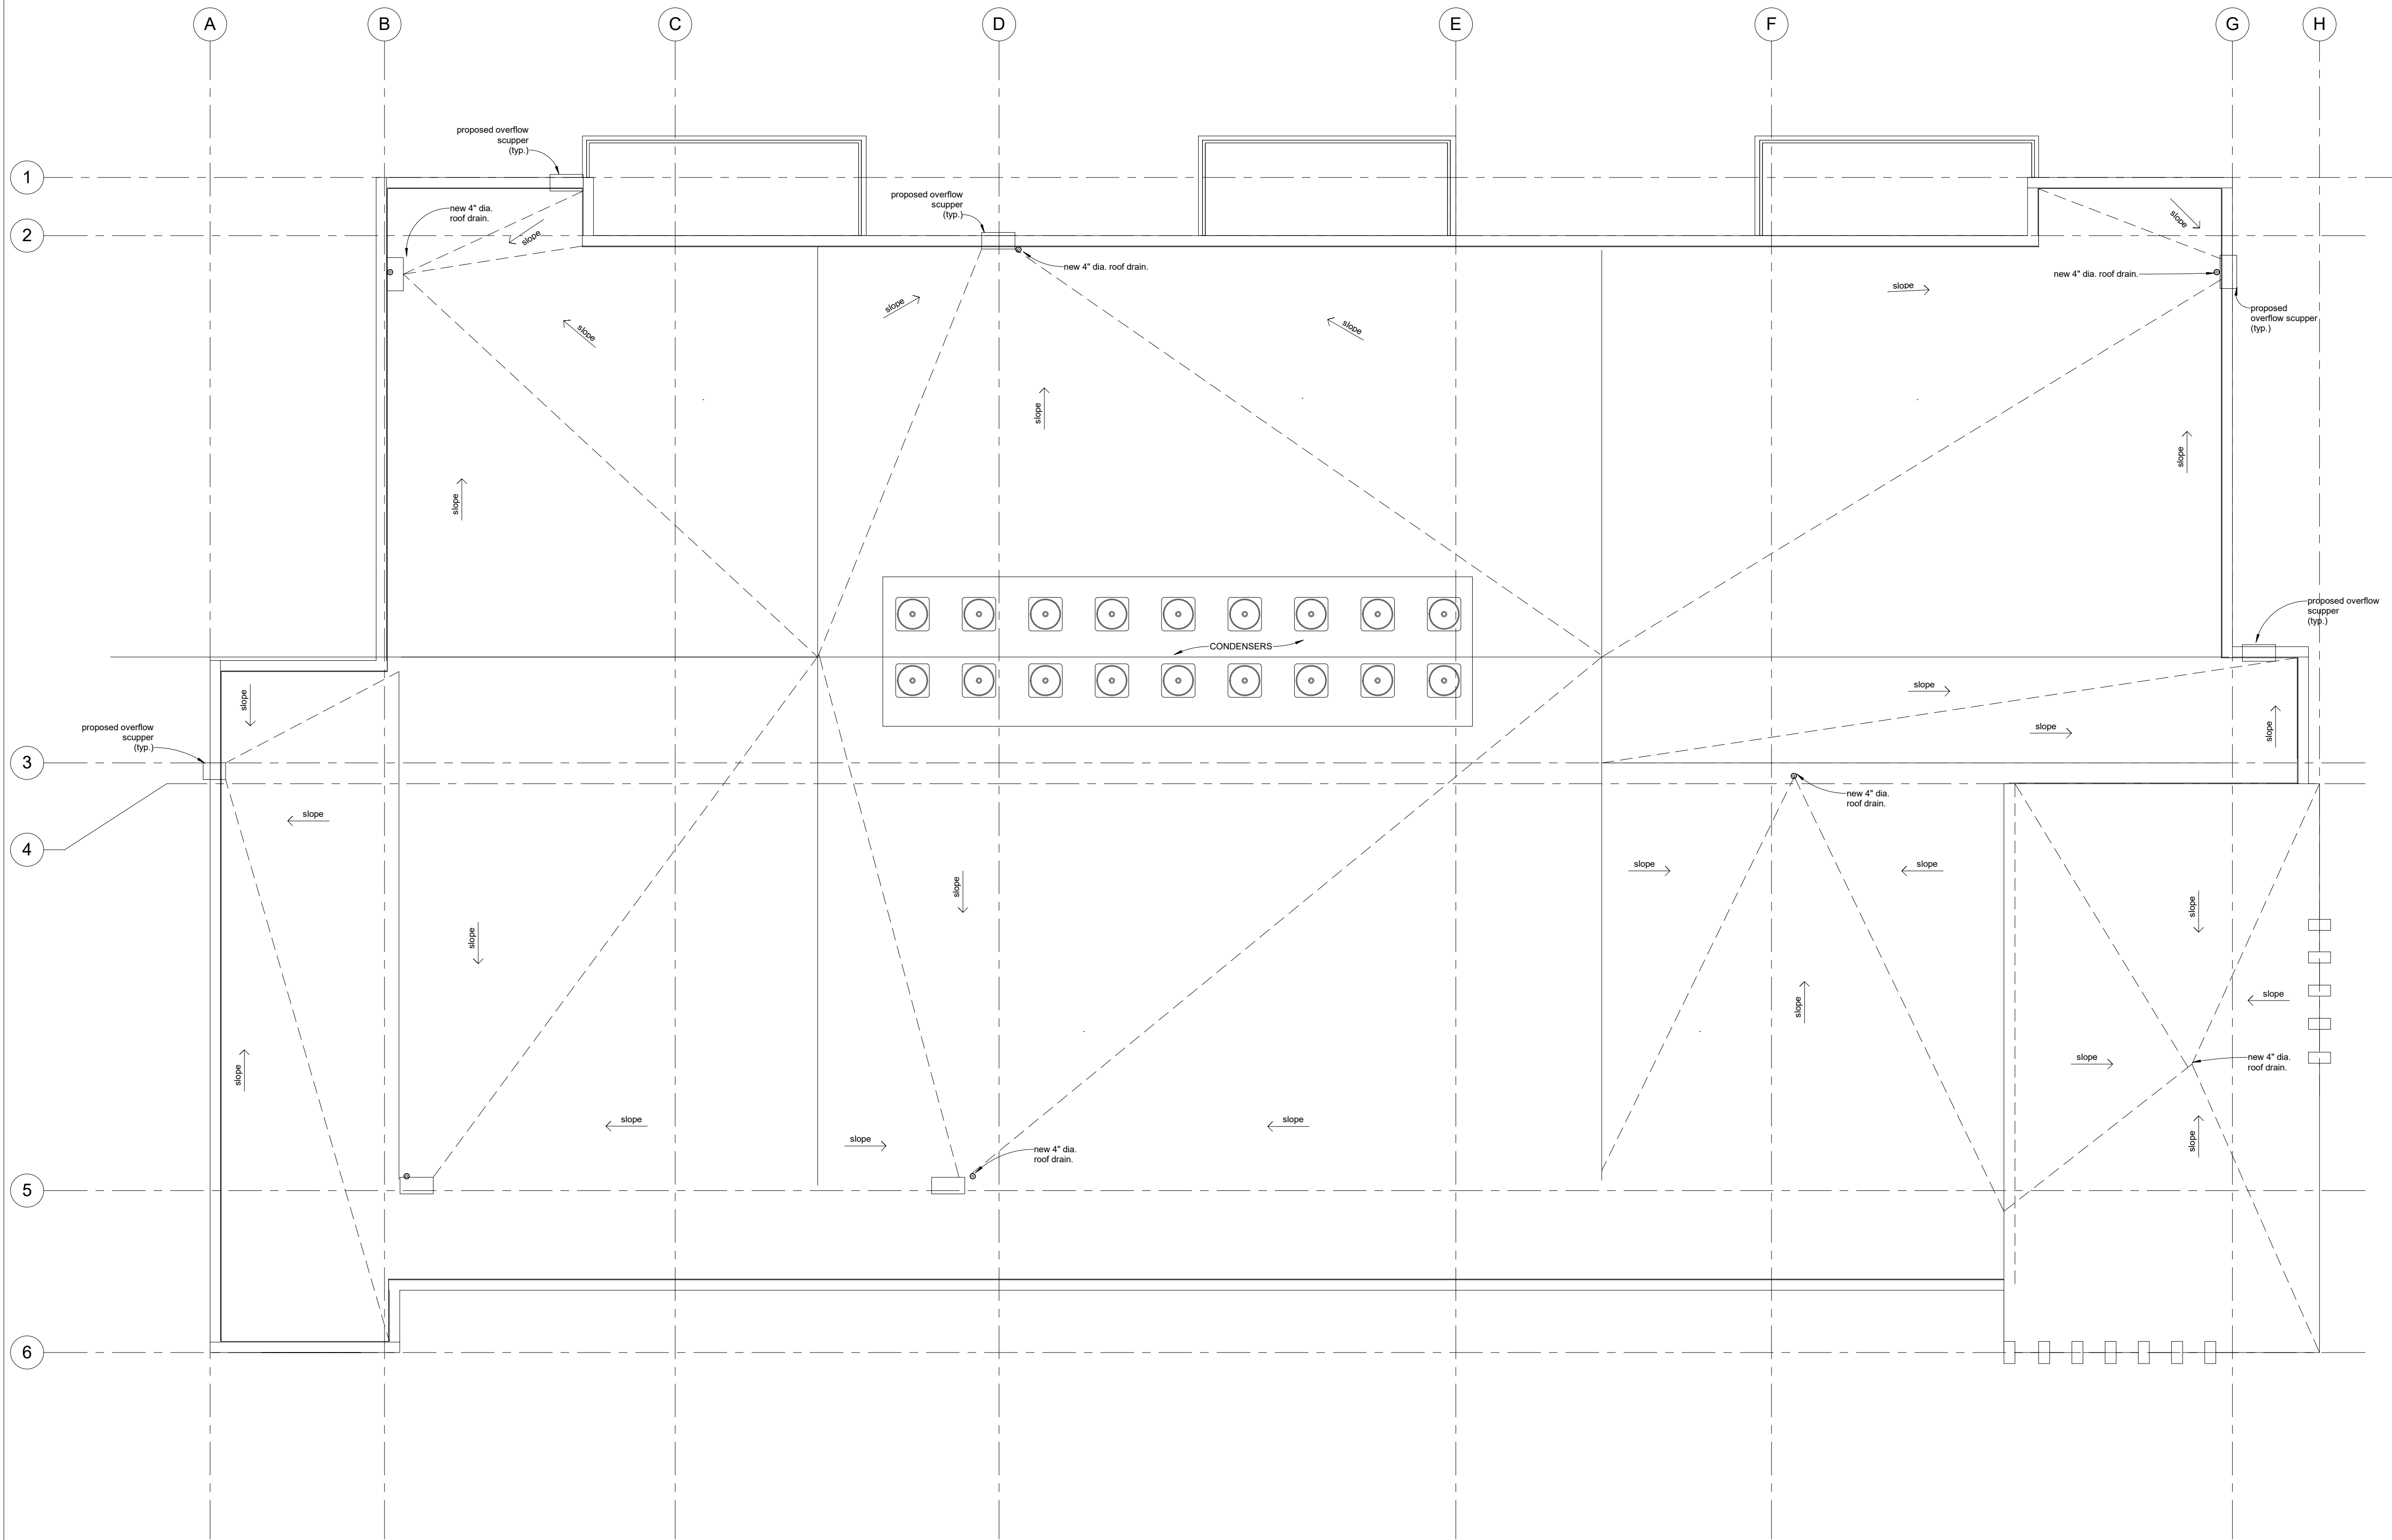 A
B
C
D
E
F
G
H
proposed overflow
scupper
(typ.)
1
proposed overflow
scupper
(typ.)
new 4" dia.
roof drain.
slope
2
slope
new 4" dia. roof drain.
new 4" dia. roof drain.
slope
slope
proposed
overflow scupper
(typ.)
slope
slope
slope
slope
slope
slope
CONDENSERS
proposed overflow
scupper
(typ.)
slope
slope
slope
slope
proposed overflow
scupper
(typ.)
3
new 4" dia.
roof drain.
slope
4
slope
slope
slope
slope
slope
slope
slope
slope
slope
new 4" dia.
roof drain.
slope
slope
slope
slope
slope
new 4" dia.
roof drain.
5
6